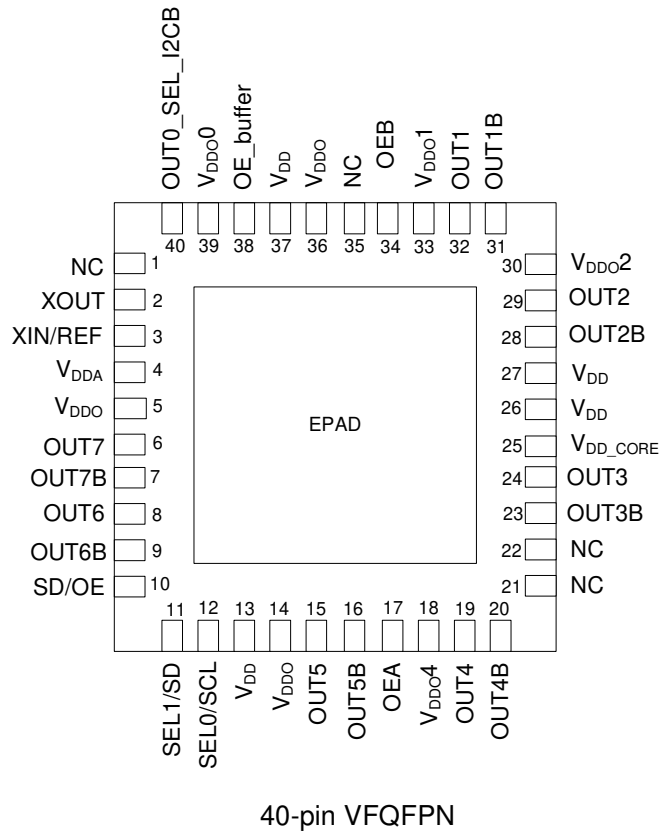 OUT0_SEL_I2CB
VDDO0
OE_buffer
VDD
VDDO
NC
OEB
VDDO1
OUT1
OUT1B
40 39 38 37 36 35 34 33 32 31
NC 1
XOUT 2
XIN/REF 3
VDDA 4
VDDO 5
OUT7 6
OUT7B 7
OUT6 8
OUT6B 9
SD/OE 10
EPAD
30 VDDO2
29 OUT2
28 OUT2B
27 VDD
26 VDD
25 VDD_CORE
24 OUT3
23 OUT3B
22 NC
21 NC
11 12 13 14 15 16 17 18 19 20
SEL1/SD
SEL0/SCL
VDD
VDDO
OUT5
OUT5B
OEA
VDDO4
OUT4
OUT4B
40-pin VFQFPN